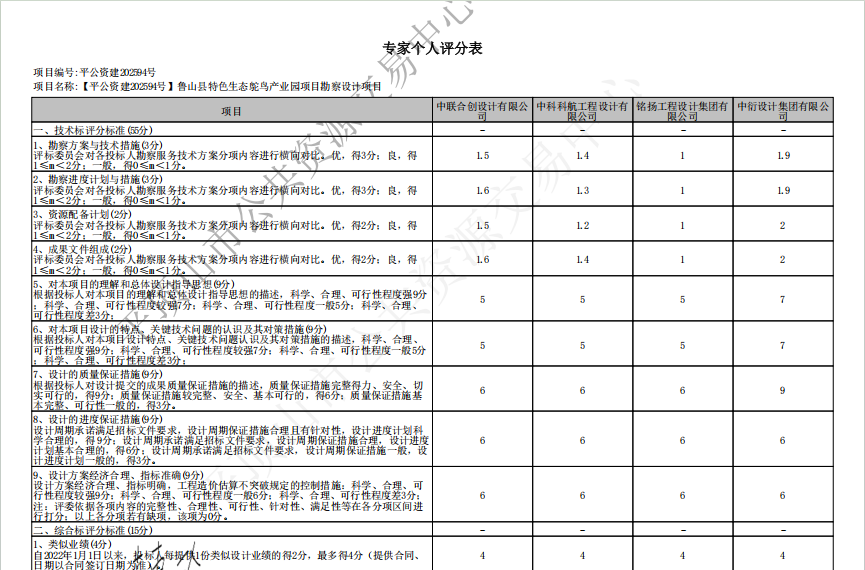 专家个人评分表
项目编号:平公资建202594号
项目名称:【平公资建202594号】鲁山县特色生态鸵鸟产业园项目勘察设计项目
项目 中联合创设计有限公司 中科科航工程设计有限公司 铭扬工程设计集团有限公司 中衍设计集团有限公司
一、技术标评分标准(55分) - - - -
1、勘察方案与技术措施(3分)
评标委员会对各投标人勘察服务技术方案分项内容进行横向对比。优，得3分；良，得 1.5 1.4 1 1.9
1≤m＜2分；一般，得0≤m＜1分。
2、勘察进度计划与措施(3分)
评标委员会对各投标人勘察服务技术方案分项内容进行横向对比。优，得3分；良，得 1.6 1.3 1 1.9
1≤m＜2分；一般，得0≤m＜1分。
3、资源配备计划(2分)
评标委员会对各投标人勘察服务技术方案分项内容进行横向对比。优，得2分；良，得 1.5 1.2 1 2
1≤m＜2分；一般，得0≤m＜1分。
4、成果文件组成(2分)
评标委员会对各投标人勘察服务技术方案分项内容进行横向对比。优，得2分；良，得 1.6 1.4 1 2
1≤m＜2分；一般，得0≤m＜1分。
5、对本项目的理解和总体设计指导思想(9分)
根据投标人对本项目的理解和总体设计指导思想的描述，科学、合理、可行性程度强9分 5 5 5 7
；科学、合理、可行性程度较强7分；科学、合理、可行性程度一般5分；科学、合理、
可行性程度差3分；
6、对本项目设计的特点、关键技术问题的认识及其对策措施(9分)
根据投标人对本项目设计特点、关键技术问题认识及其对策措施的描述，科学、合理、 5 5 5 7
可行性程度强9分；科学、合理、可行性程度较强7分；科学、合理、可行性程度一般5分
；科学、合理、可行性程度差3分；
7、设计的质量保证措施(9分)
根据投标人对设计提交的成果质量保证措施的描述，质量保证措施完整得力、安全、切 6 6 6 9
实可行的，得9分；质量保证措施较完整、安全、基本可行的，得6分；质量保证措施基
本完整、可行性一般的，得3分。
8、设计的进度保证措施(9分)
设计周期承诺满足招标文件要求，设计周期保证措施合理且有针对性，设计进度计划科 6 6 6 6
学合理的，得9分；设计周期承诺满足招标文件要求，设计周期保证措施合理，设计进度
计划基本合理的，得6分；设计周期承诺满足招标文件要求，设计周期保证措施一般，设
计进度计划一般的，得3分。
9、设计方案经济合理、指标准确(9分)
设计方案经济合理、指标明确，工程造价估算不突破规定的控制措施：科学、合理、可 6 6 6 6
行性程度较强9分；科学、合理、可行性程度一般6分；科学、合理、可行性程度差3分；
注：评委依据各项内容的完整性、合理性、可行性、针对性、满足性等在各分项区间进
行打分；以上各分项若有缺项，该项为0分。
二、综合标评分标准(15分) - - - -
1、类似业绩(4分)
自2022年1月1日以来，投标人每提供1份类似设计业绩的得2分，最多得4分（提供合同、 4 4 4 4
日期以合同签订日期为准）
平顶山市公共资源交易中心